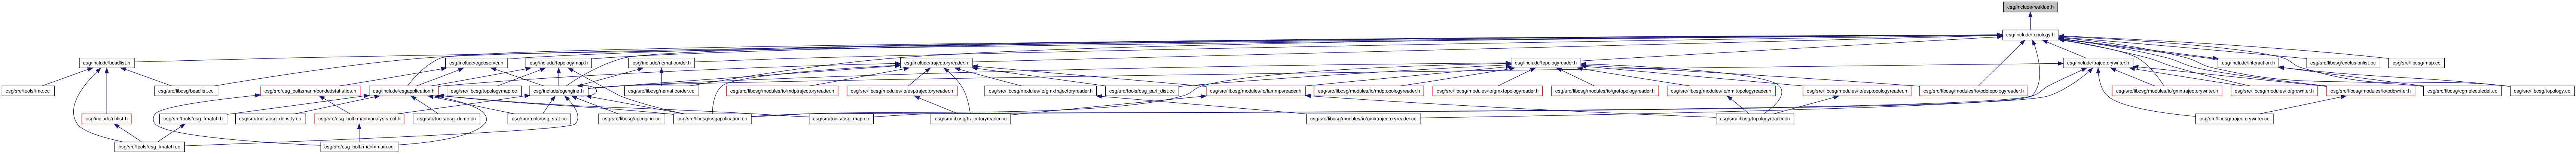 csg/include/residue.h
csg/include/topology.h
csg/include/beadlist.h
csg/include/cgobserver.h
csg/include/topologymap.h
csg/include/nematicorder.h
csg/include/trajectoryreader.h
csg/include/topologyreader.h
csg/include/trajectorywriter.h
csg/include/interaction.h
csg/src/libcsg/exclusionlist.cc
csg/src/libcsg/map.cc
csg/src/tools/imc.cc
csg/src/libcsg/beadlist.cc
csg/src/csg_boltzmann/bondedstatistics.h
csg/include/csgapplication.h
csg/src/libcsg/topologymap.cc
csg/include/cgengine.h
csg/src/libcsg/nematicorder.cc
csg/src/libcsg/modules/io/mdptrajectoryreader.h
csg/src/libcsg/modules/io/esptrajectoryreader.h
csg/src/libcsg/modules/io/gmxtrajectoryreader.h
csg/src/tools/csg_part_dist.cc
csg/src/libcsg/modules/io/lammpsreader.h
csg/src/libcsg/modules/io/mdptopologyreader.h
csg/src/libcsg/modules/io/gmxtopologyreader.h
csg/src/libcsg/modules/io/grotopologyreader.h
csg/src/libcsg/modules/io/xmltopologyreader.h
csg/src/libcsg/modules/io/esptopologyreader.h
csg/src/libcsg/modules/io/pdbtopologyreader.h
csg/src/libcsg/modules/io/gmxtrajectorywriter.h
csg/src/libcsg/modules/io/growriter.h
csg/src/libcsg/modules/io/pdbwriter.h
csg/src/libcsg/cgmoleculedef.cc
csg/src/libcsg/topology.cc
csg/include/nblist.h
csg/src/tools/csg_fmatch.h
csg/src/tools/csg_density.cc
csg/src/csg_boltzmann/analysistool.h
csg/src/tools/csg_dump.cc
csg/src/tools/csg_stat.cc
csg/src/libcsg/cgengine.cc
csg/src/libcsg/csgapplication.cc
csg/src/tools/csg_map.cc
csg/src/libcsg/trajectoryreader.cc
csg/src/libcsg/modules/io/gmxtrajectoryreader.cc
csg/src/libcsg/topologyreader.cc
csg/src/libcsg/trajectorywriter.cc
csg/src/tools/csg_fmatch.cc
csg/src/csg_boltzmann/main.cc